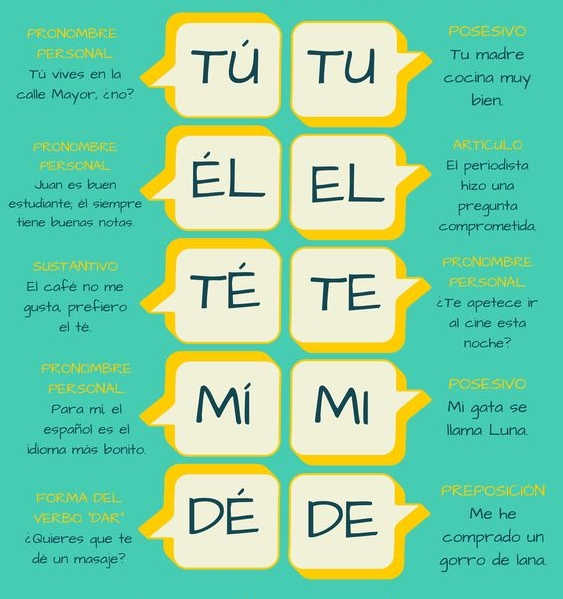 PRONOMBRE
PERSONAL
Tú vives en la
calle Mayor, ¿no?
TÚ
TU
POSESIVO
Tu madre
cocina muy
bien.
PRONOMBRE
PERSONAL
Juan es buen
estudiante; él siempre
tiene buenas notas.
ÉL
EL
ARTÍCULO
El periodista
hizo una
pregunta
comprometida.
SUSTANTIVO
El café no me
gusta, prefiero
el té.
TÉ
TE
PRONOMBRE
PERSONAL
¿Te apetece ir
al cine esta
noche?
PRONOMBRE
PERSONAL
Para mí, el
español es el
idioma más bonito.
MÍ
MI
POSESIVO
Mi gata se
llama Luna.
FORMA DEL
VERBO "DAR"
¿Quieres que te
dé un masaje?
DÉ
DE
PREPOSICIÓN
Me he
comprado un
gorro de lana.